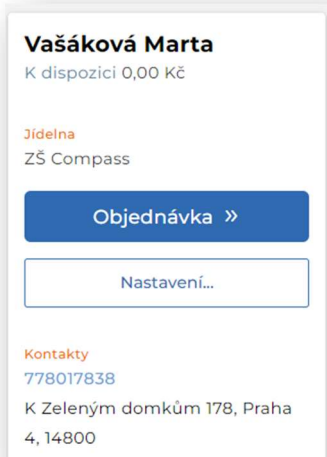 Vašáková Marta
K dispozici 0,00 Kč
Jídelna
ZŠ Compass
Objednávka »
Nastavení...
Kontakty
778017838
K Zeleným domkům 178, Praha
4, 14800